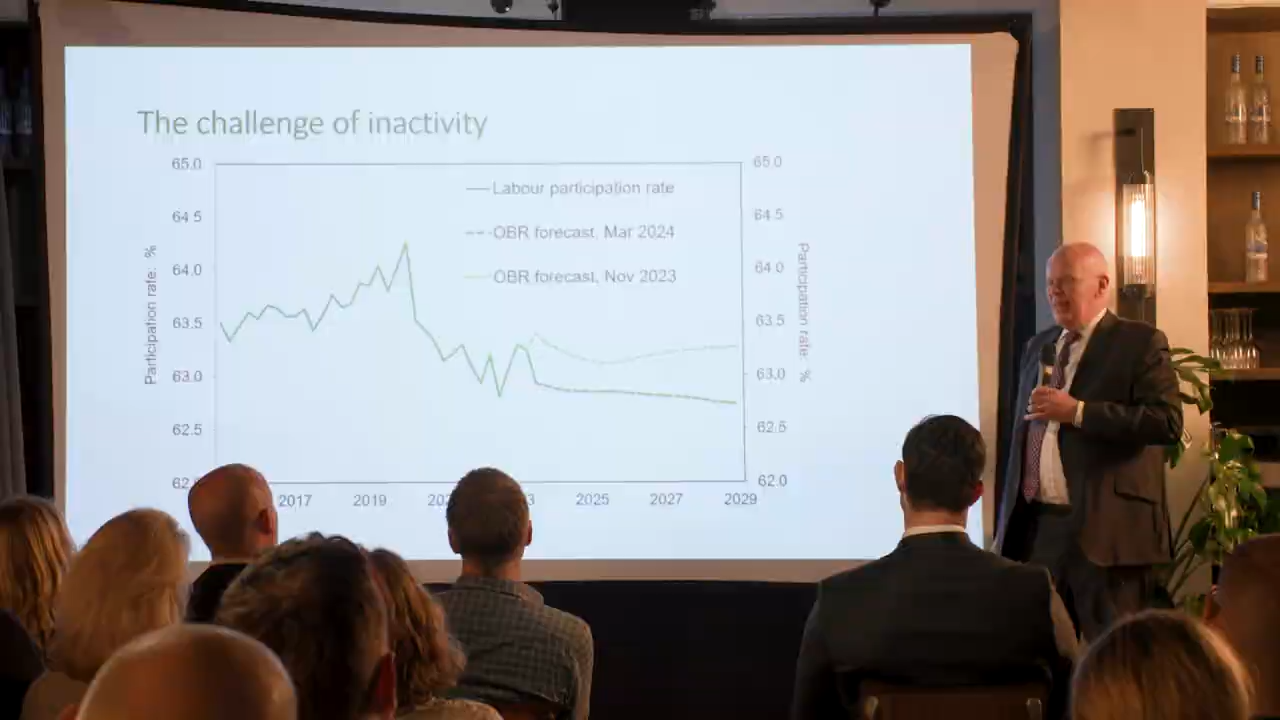 The challenge of inactivity
65.0
64.5
64.0
63.5
63.0
62.5
Participation rate: %
Labour participation rate
OBR forecast, Mar 2024
OBR forecast, Nov 2023
65.0
64.5
64.0
63.5
63.0
62.5
62.0
Participation rate: %
2017 2019 2025 2027 2029